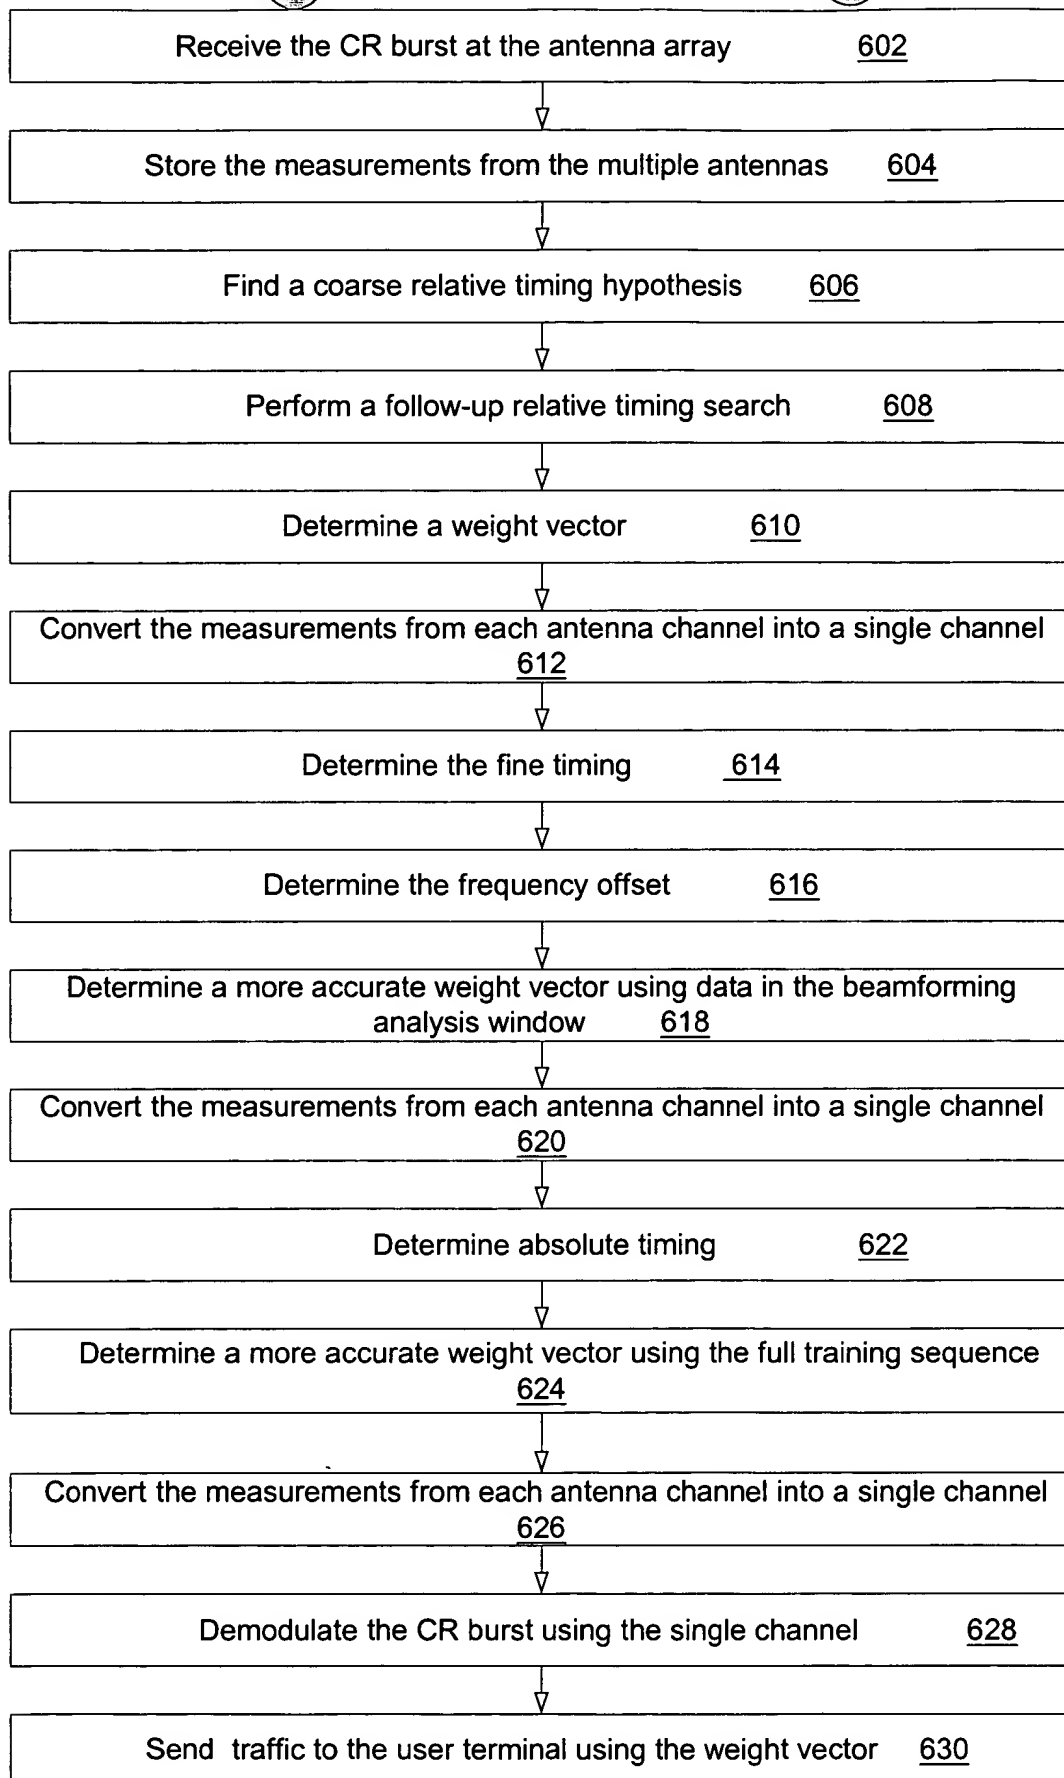 Receive the CR burst at the antenna array 602
Store the measurements from the multiple antennas 604
Find a coarse relative timing hypothesis 606
Perform a follow-up relative timing search 608
Determine a weight vector 610
Convert the measurements from each antenna channel into a single channel
612
Determine the fine timing 614
Determine the frequency offset 616
Determine a more accurate weight vector using data in the beamforming
analysis window 618
Convert the measurements from each antenna channel into a single channel
620
Determine absolute timing 622
Determine a more accurate weight vector using the full training sequence
624
Convert the measurements from each antenna channel into a single channel
626
Demodulate the CR burst using the single channel 628
Send traffic to the user terminal using the weight vector 630